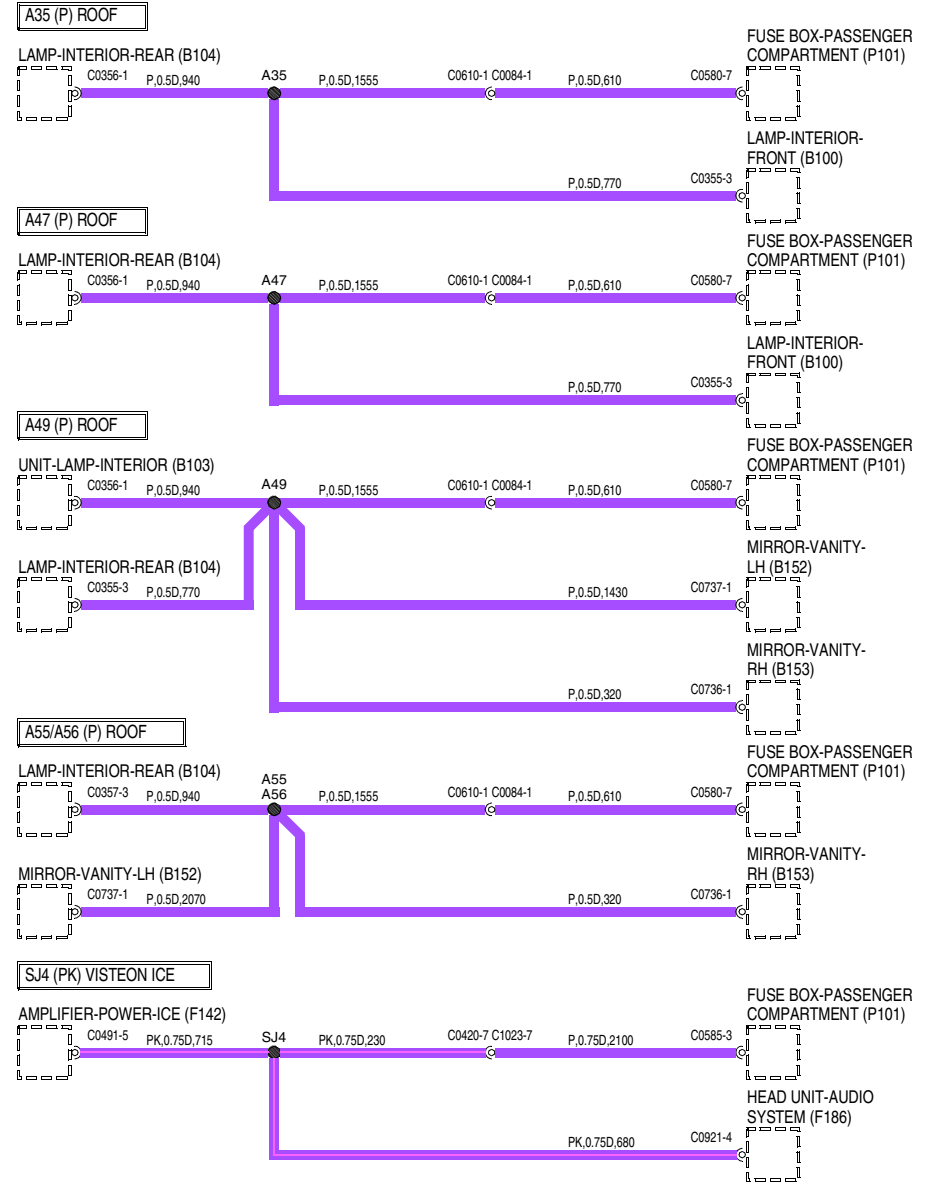 A35 (P) ROOF
LAMP-INTERIOR-REAR (B104)
FUSE BOX-PASSENGER
COMPARTMENT (P101)
C0356-1 P,0.5D,940 A35 P,0.5D,1555 C0610-1 C0084-1 P,0.5D,610 C0580-7
LAMP-INTERIOR-
FRONT (B100)
P,0.5D,770 C0355-3
A47 (P) ROOF
LAMP-INTERIOR-REAR (B104)
FUSE BOX-PASSENGER
COMPARTMENT (P101)
C0356-1 P,0.5D,940 A47 P,0.5D,1555 C0610-1 C0084-1 P,0.5D,610 C0580-7
LAMP-INTERIOR-
FRONT (B100)
P,0.5D,770 C0355-3
A49 (P) ROOF
UNIT-LAMP-INTERIOR (B103)
FUSE BOX-PASSENGER
COMPARTMENT (P101)
C0356-1 P,0.5D,940 A49 P,0.5D,1555 C0610-1 C0084-1 P,0.5D,610 C0580-7
LAMP-INTERIOR-REAR (B104)
MIRROR-VANITY-
LH (B152)
C0355-3 P,0.5D,770 P,0.5D,1430 C0737-1
MIRROR-VANITY-
RH (B153)
P,0.5D,320 C0736-1
A55/A56 (P) ROOF
LAMP-INTERIOR-REAR (B104)
FUSE BOX-PASSENGER
COMPARTMENT (P101)
A55
C0357-3 P,0.5D,940 A56 P,0.5D,1555 C0610-1 C0084-1 P,0.5D,610 C0580-7
MIRROR-VANITY-LH (B152)
MIRROR-VANITY-
RH (B153)
C0737-1 P,0.5D,2070 P,0.5D,320 C0736-1
SJ4 (PK) VISTEON ICE
AMPLIFIER-POWER-ICE (F142)
FUSE BOX-PASSENGER
COMPARTMENT (P101)
C0491-5 PK,0.75D,715 SJ4 PK,0.75D,230 C0420-7 C1023-7 P,0.75D,2100 C0585-3
HEAD UNIT-AUDIO
SYSTEM (F186)
PK,0.75D,680 C0921-4